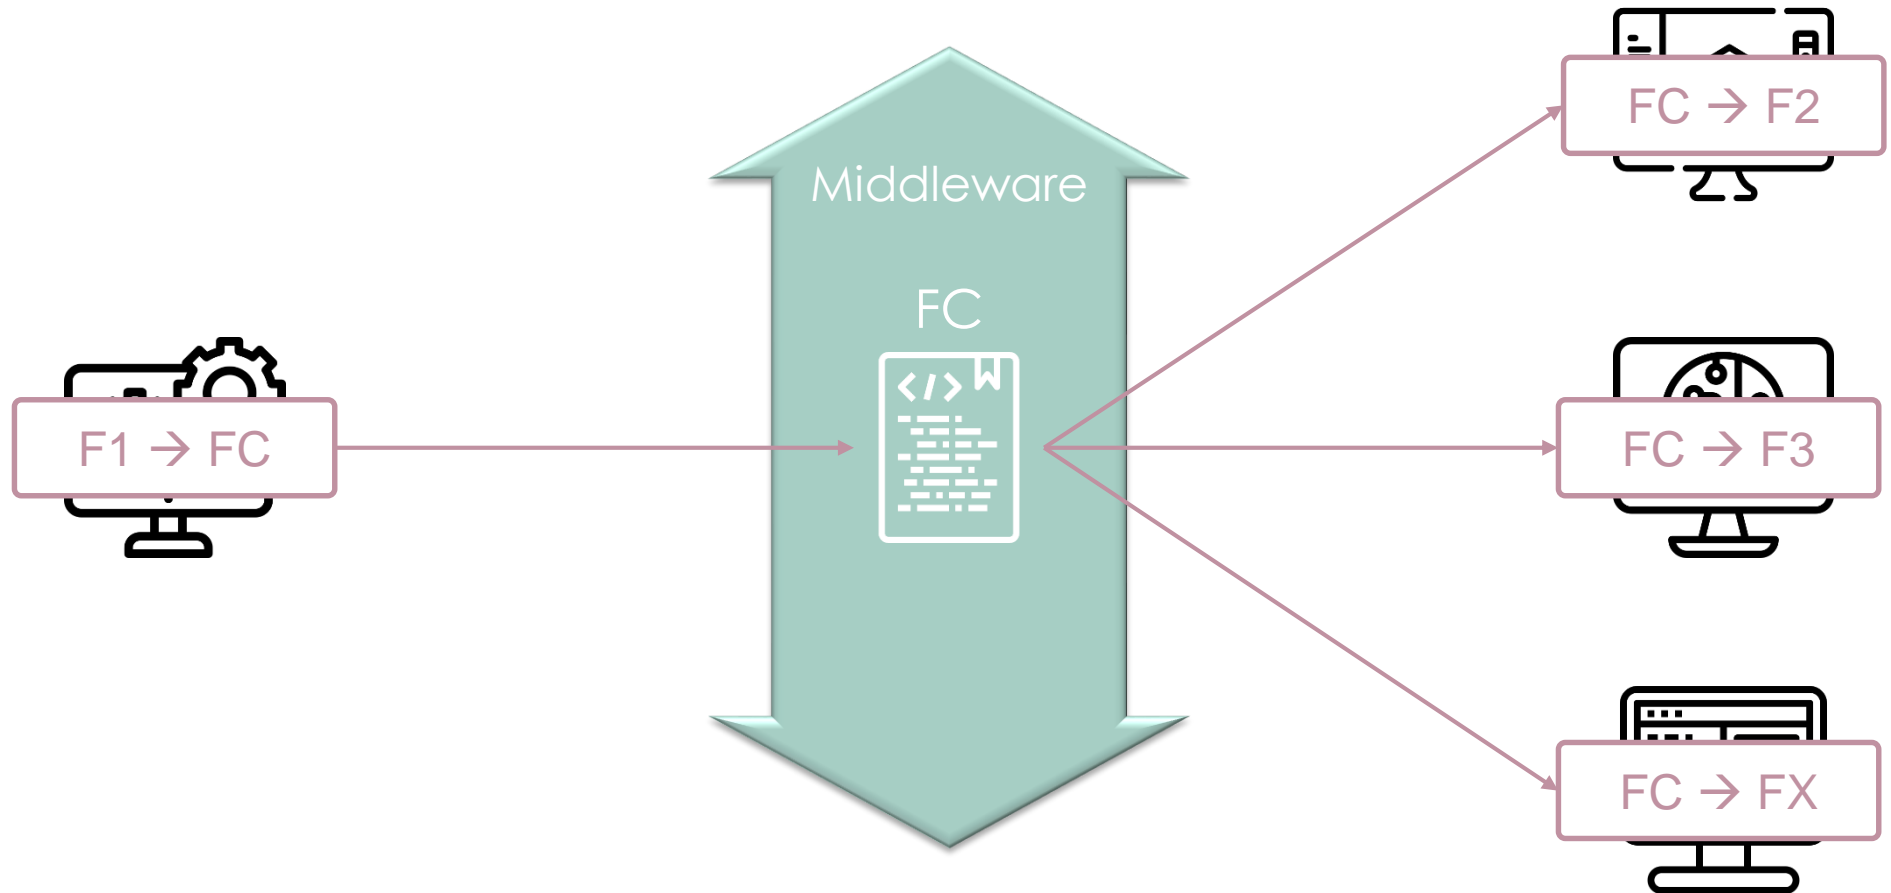 Middleware
FC
F1 → FC
FC → F2
FC → F3
FC → FX